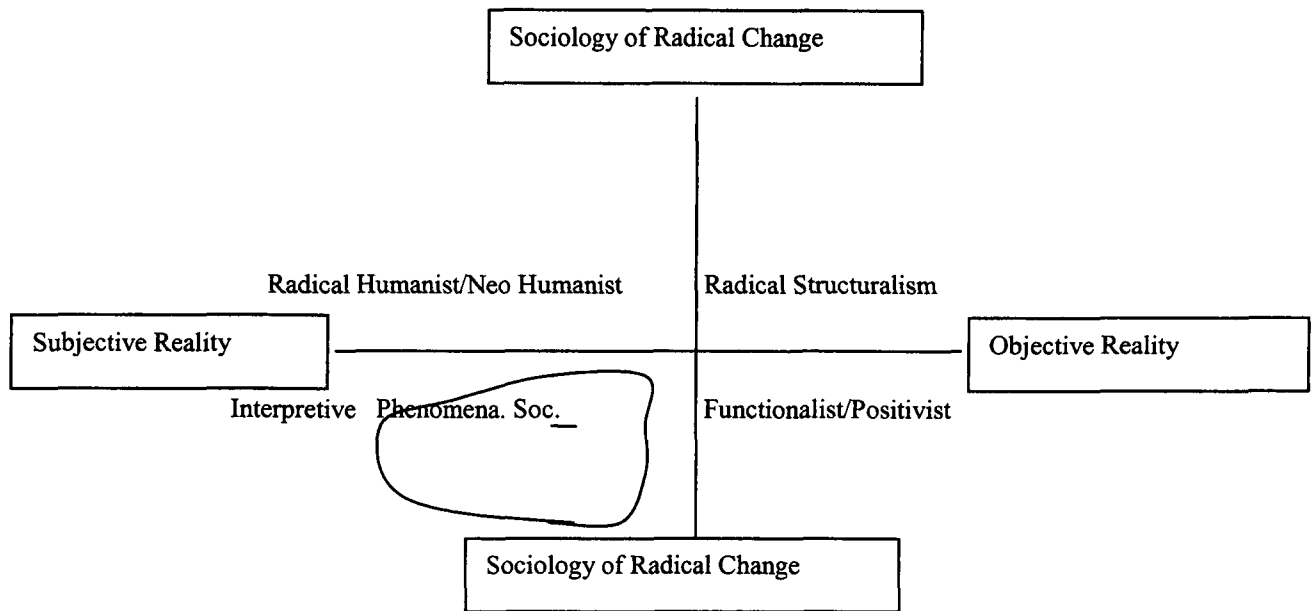 Sociology of Radical Change
Radical Humanist/Neo Humanist
Radical Structuralism
Subjective Reality
Objective Reality
Interpretive Phenomena. Soc.
Functionalist/Positivist
Sociology of Radical Change